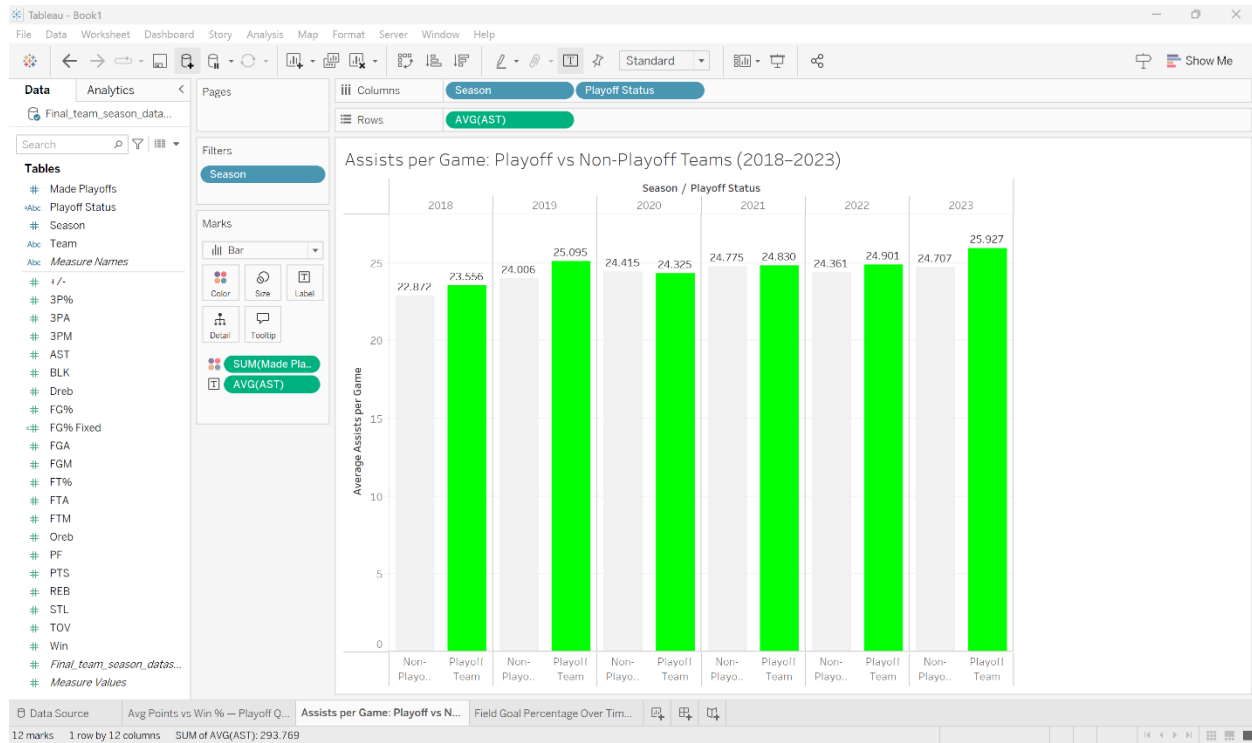 Tableau - Book1
File Data Worksheet Dashboard Story Analysis Map Format Server Window Help
Standard
Show Me
Data Analytics
Final_team_season_data...
Search
Tables
# Made Playoffs
Abc Playoff Status
# Season
Abc Team
Abc Measure Names
# +/-
# 3P%
# 3PA
# 3PM
# AST
# BLK
# Dreb
# FG%
# FG% Fixed
# FGA
# FGM
# FT%
# FTA
# FTM
# Oreb
# PF
# PTS
# REB
# STL
# TOV
# Win
# Final_team_season_datas...
# Measure Values
Pages
Filters
Season
Marks
Bar
Color Size Label
Detail Tooltip
SUM(Made Pla..
AVG(AST)
Columns Season Playoff Status
Rows AVG(AST)
Assists per Game: Playoff vs Non-Playoff Teams (2018–2023)
Season / Playoff Status
2018 2019 2020 2021 2022 2023
22.872 23.556 24.006 25.095 24.415 24.325 24.775 24.830 24.361 24.901 24.707 25.927
Average Assists per Game
25
20
15
10
5
0
Non- Playoff Non- Playoff Non- Playoff Non- Playoff Non- Playoff Non- Playoff
Playo.. Team Playo.. Team Playo.. Team Playo.. Team Playo.. Team Playo.. Team
Data Source Avg Points vs Win % — Playoff Q... Assists per Game: Playoff vs N... Field Goal Percentage Over Tim...
12 marks 1 row by 12 columns SUM of AVG(AST): 293.769